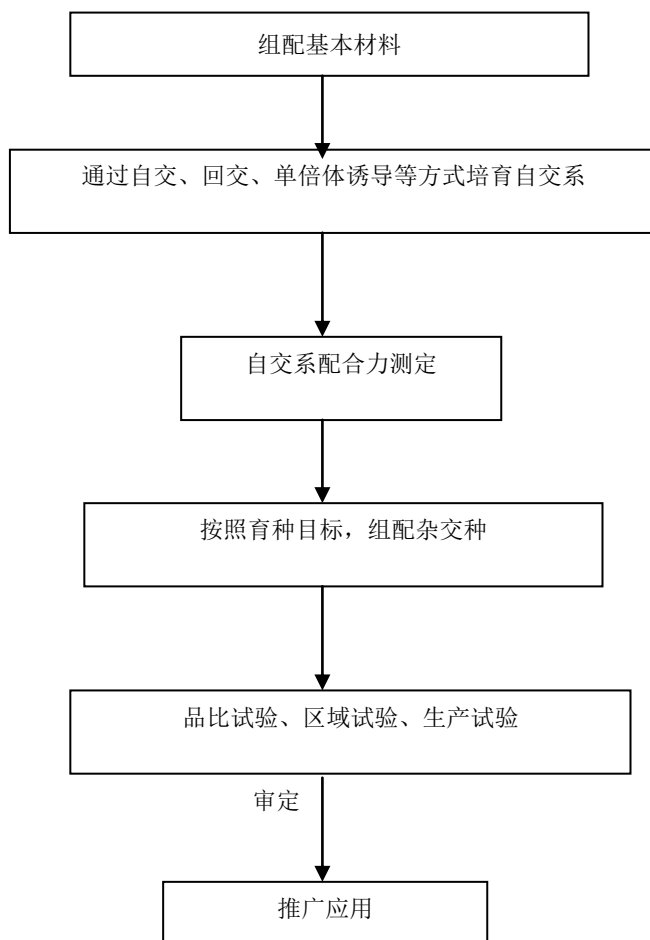 组配基本材料
通过自交、回交、单倍体诱导等方式培育自交系
自交系配合力测定
按照育种目标，组配杂交种
品比试验、区域试验、生产试验
审定
推广应用